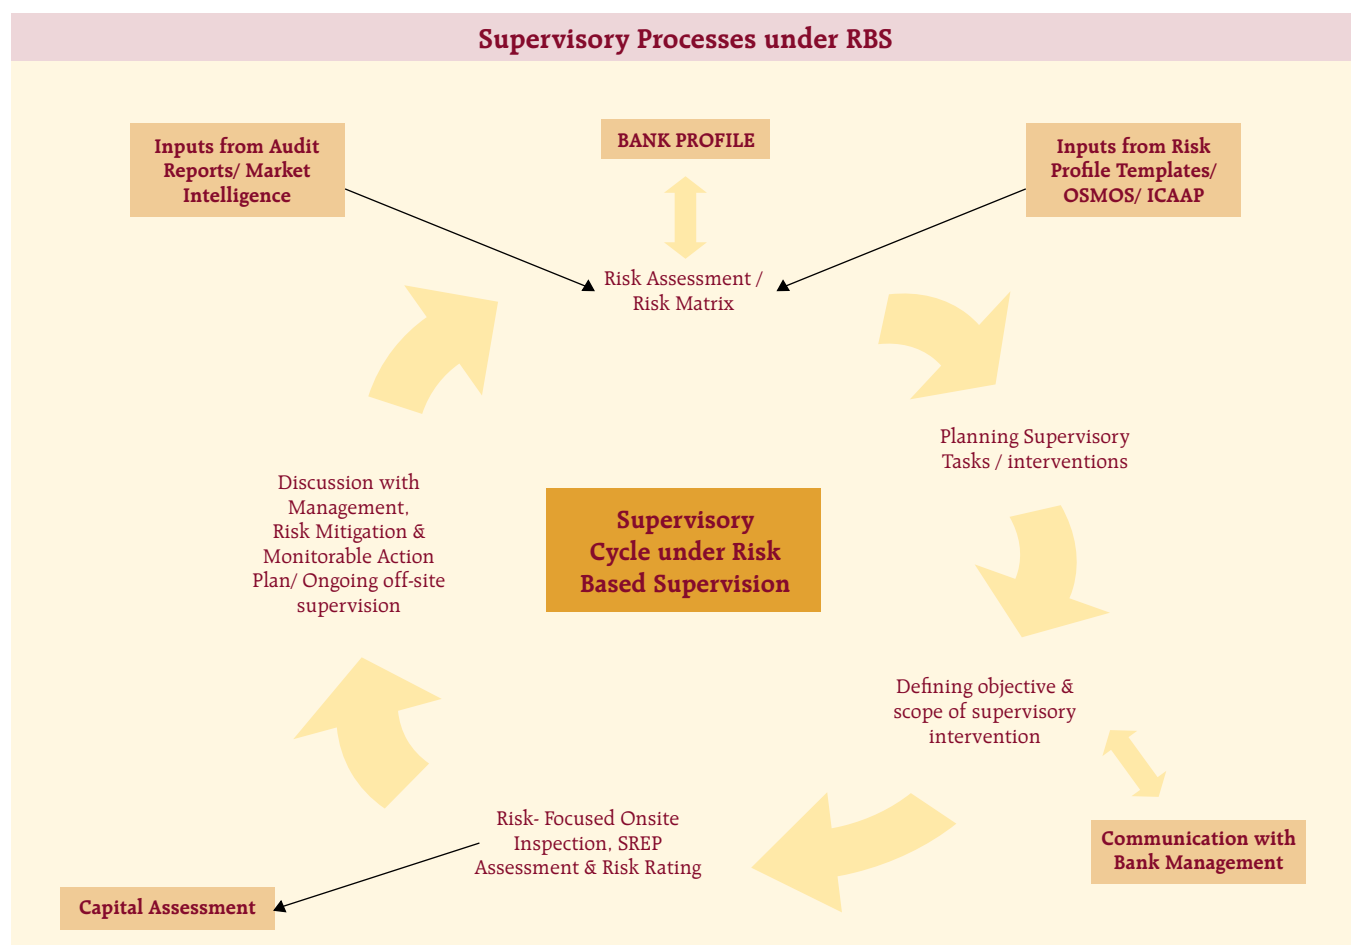 Supervisory Processes under RBS
Inputs from Audit
Reports/ Market
Intelligence
BANK PROFILE
Inputs from Risk
Profile Templates/
OSMOS/ ICAAP
Risk Assessment /
Risk Matrix
Planning Supervisory
Tasks / interventions
Discussion with
Management,
Risk Mitigation &
Monitorable Action
Plan/ Ongoing off-site
supervision
Supervisory
Cycle under Risk
Based Supervision
Defining objective &
scope of supervisory
intervention
Risk- Focused Onsite
Inspection, SREP
Assessment & Risk Rating
Communication with
Bank Management
Capital Assessment